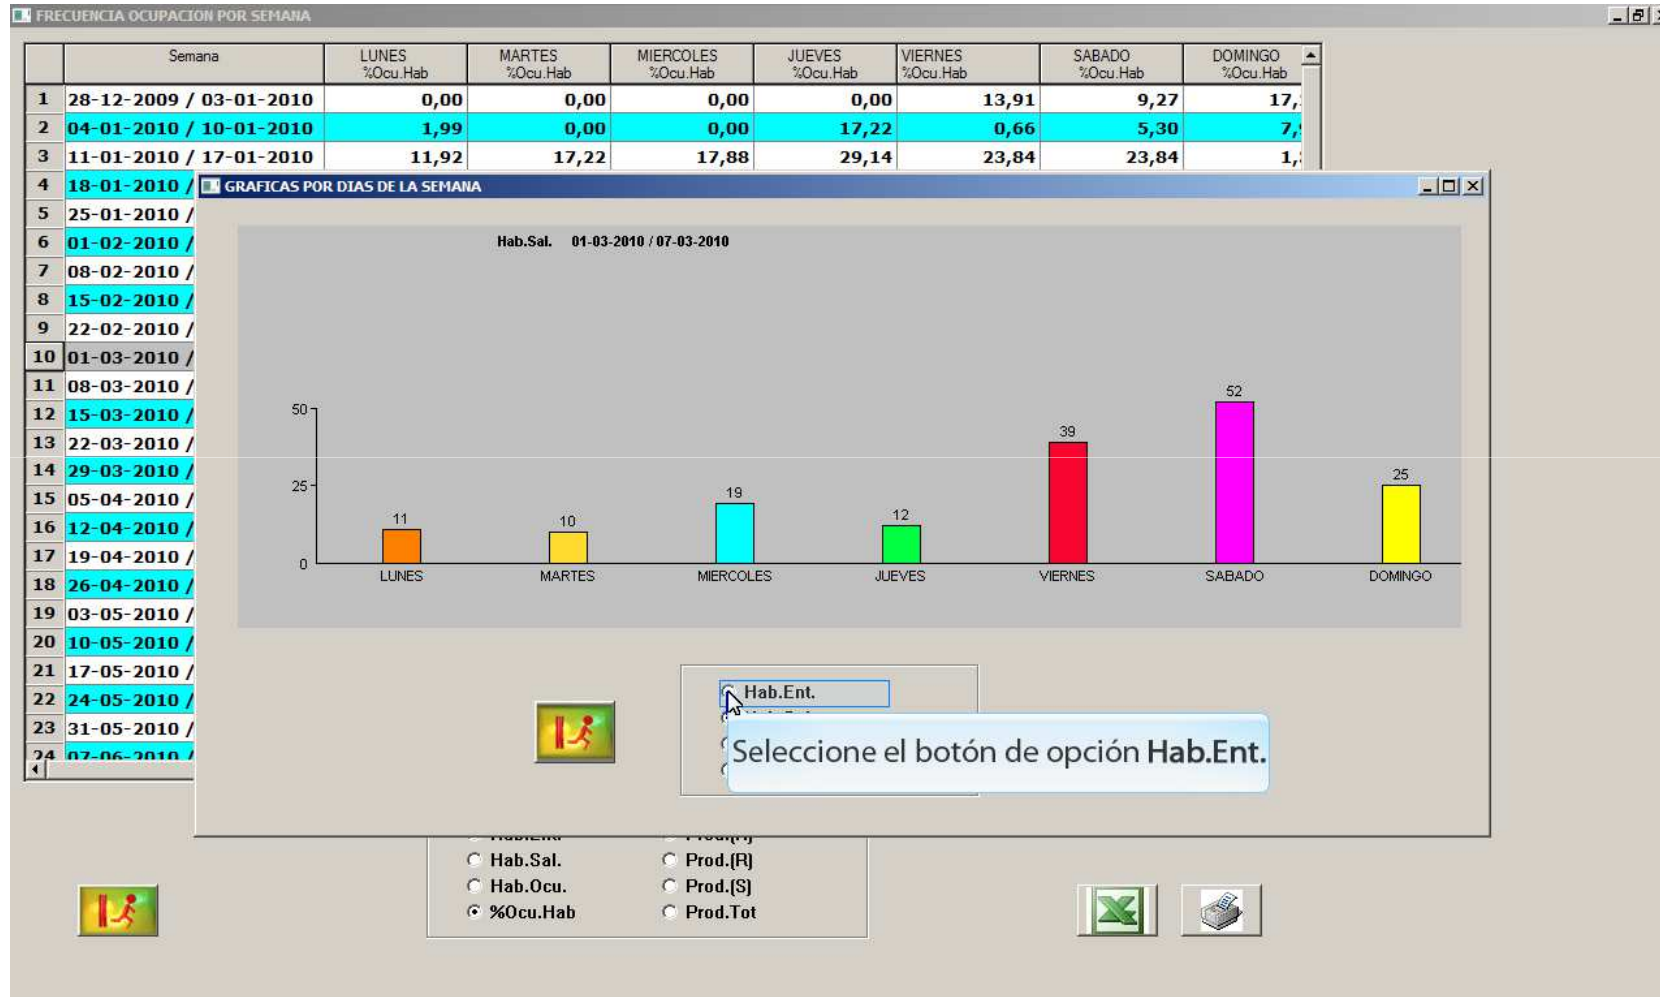 FRECUENCIA OCUPACION POR SEMANA
Semana LUNES %Ocu.Hab MARTES %Ocu.Hab MIERCOLES %Ocu.Hab JUEVES %Ocu.Hab VIERNES %Ocu.Hab SABADO %Ocu.Hab DOMINGO %Ocu.Hab
1 28-12-2009 / 03-01-2010 0,00 0,00 0,00 0,00 13,91 9,27 17,
2 04-01-2010 / 10-01-2010 1,99 0,00 0,00 17,22 0,66 5,30 7,
3 11-01-2010 / 17-01-2010 11,92 17,22 17,88 29,14 23,84 23,84 1,
4 18-01-2010 /
5 25-01-2010 /
6 01-02-2010 /
7 08-02-2010 /
8 15-02-2010 /
9 22-02-2010 /
10 01-03-2010 /
11 08-03-2010 /
12 15-03-2010 /
13 22-03-2010 /
14 29-03-2010 /
15 05-04-2010 /
16 12-04-2010 /
17 19-04-2010 /
18 26-04-2010 /
19 03-05-2010 /
20 10-05-2010 /
21 17-05-2010 /
22 24-05-2010 /
23 31-05-2010 /
24 07-06-2010 /
GRAFICAS POR DIAS DE LA SEMANA
Hab.Sal. 01-03-2010 / 07-03-2010
50
25
0
11 10 19 12 39 52 25
LUNES MARTES MIERCOLES JUEVES VIERNES SABADO DOMINGO
Hab.Ent.
Seleccione el botón de opción Hab.Ent.
Hab.Sal. Prod.(R)
Hab.Ocu. Prod.(S)
%Ocu.Hab Prod.Tot